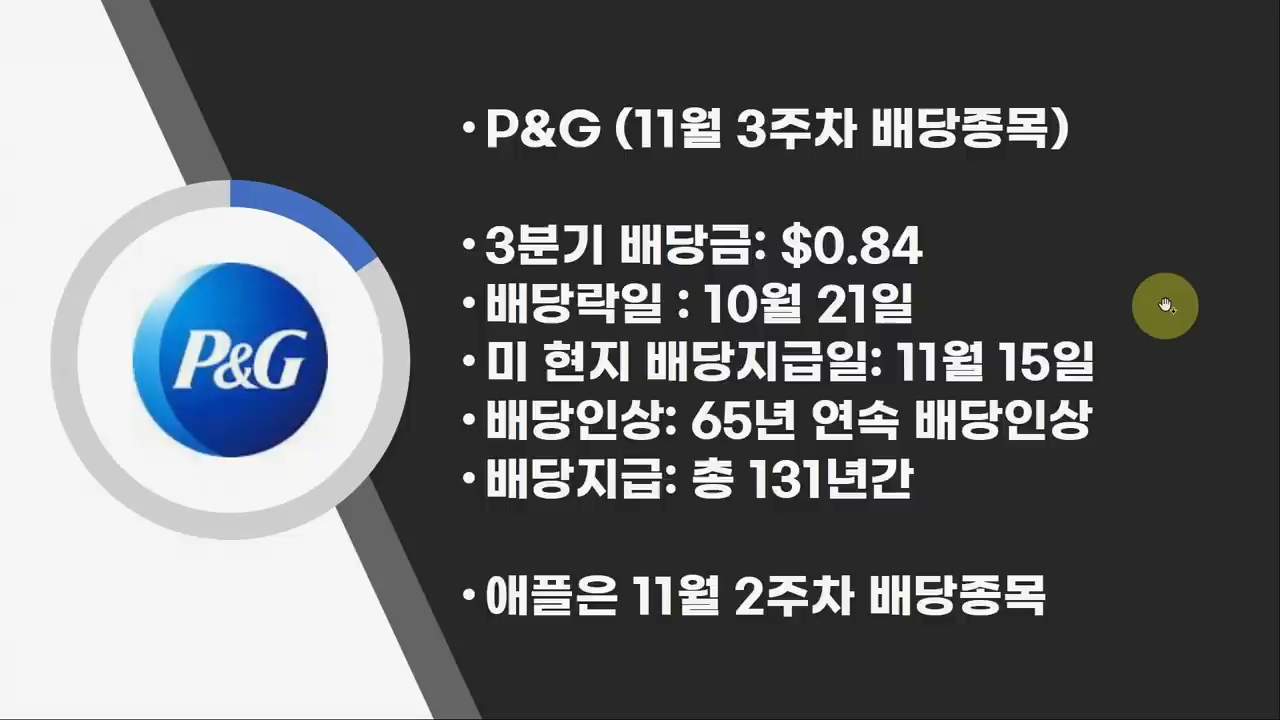 P&G
• P&G (11월 3주차 배당종목)
• 3분기 배당금: $0.84
• 배당락일 : 10월 21일
• 미 현지 배당지급일: 11월 15일
• 배당인상: 65년 연속 배당인상
• 배당지급: 총 131년간
• 애플은 11월 2주차 배당종목